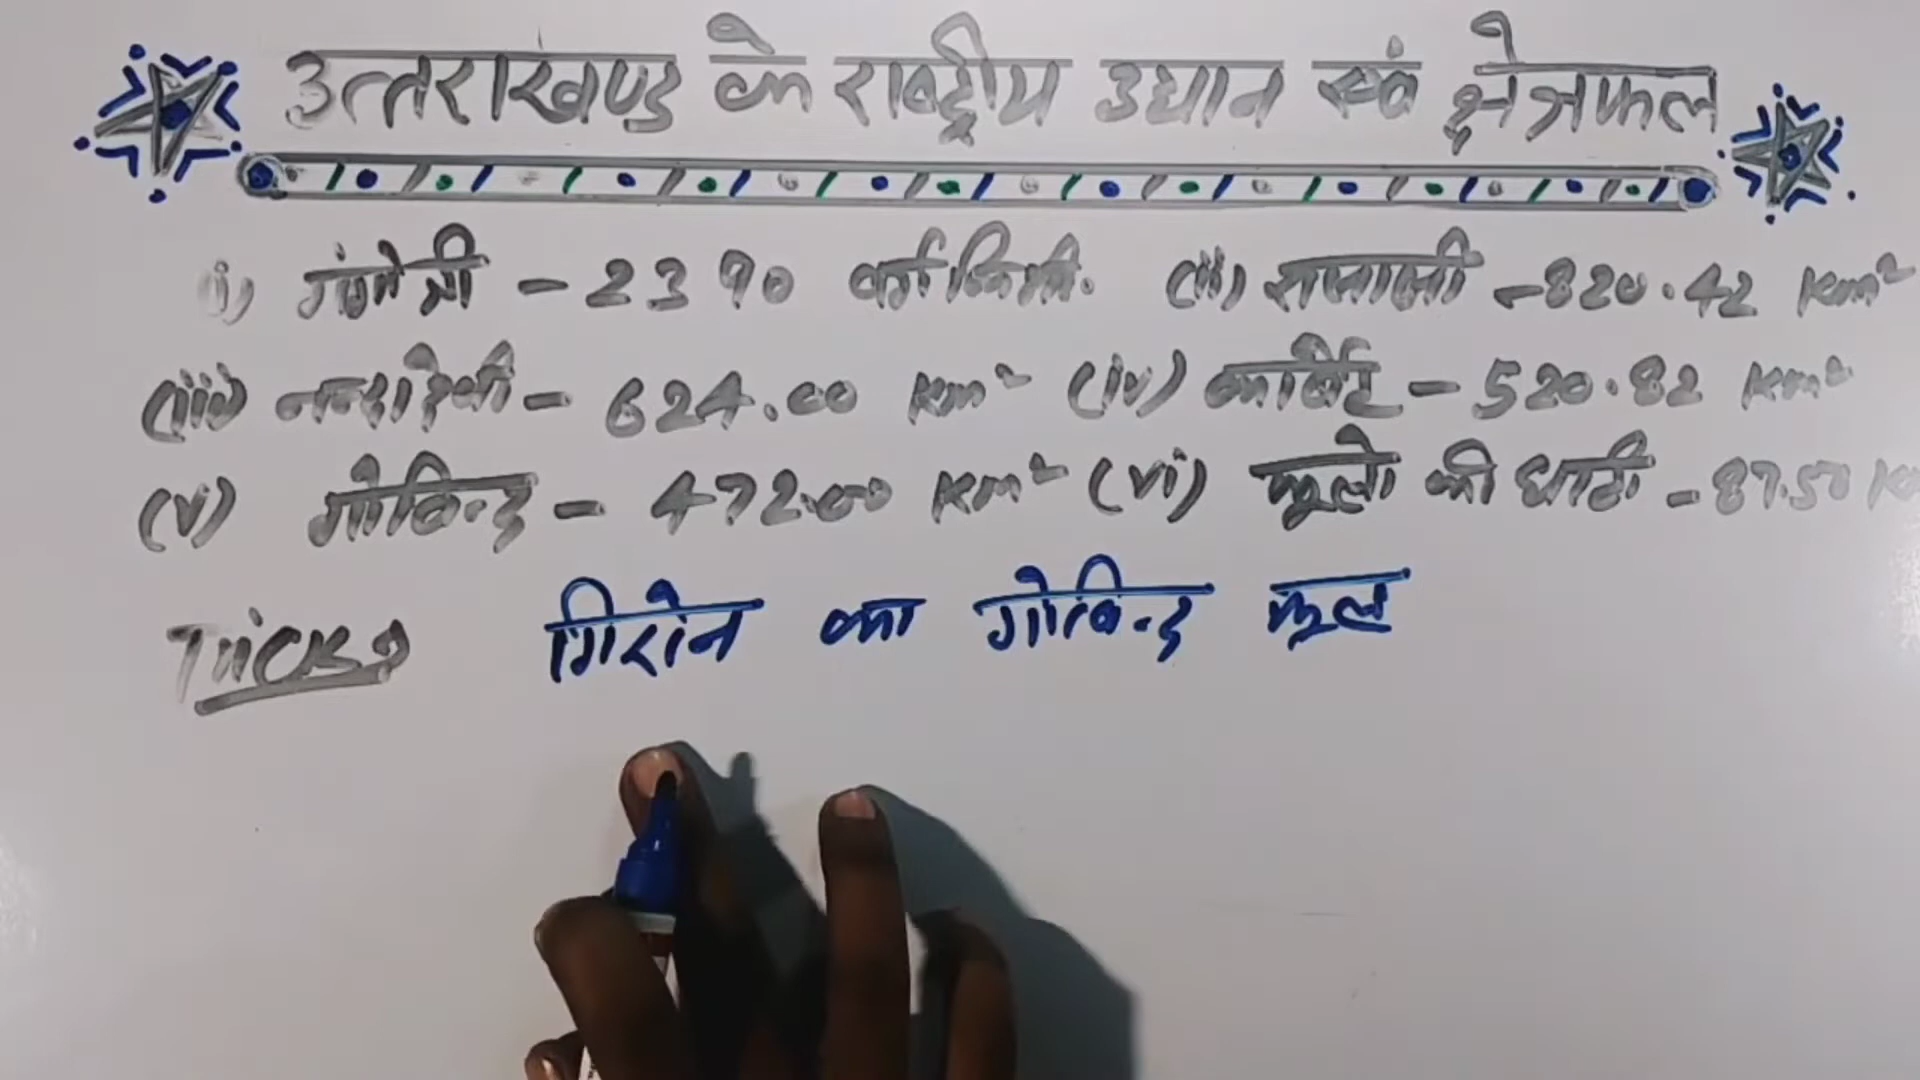 उत्तराखण्ड के राष्ट्रीय उद्यान एवं क्षेत्रफल
(i) गंगोत्री - 2390 वर्ग किमी. (ii) राजाजी - 820.42 Km²
(iii) नन्दादेवी - 624.00 Km² (iv) कार्बेट - 520.82 Km²
(v) गोविन्द - 472.00 Km² (vi) फूलो की घाटी - 87.50
Trick गिरान का गोविन्द फूल